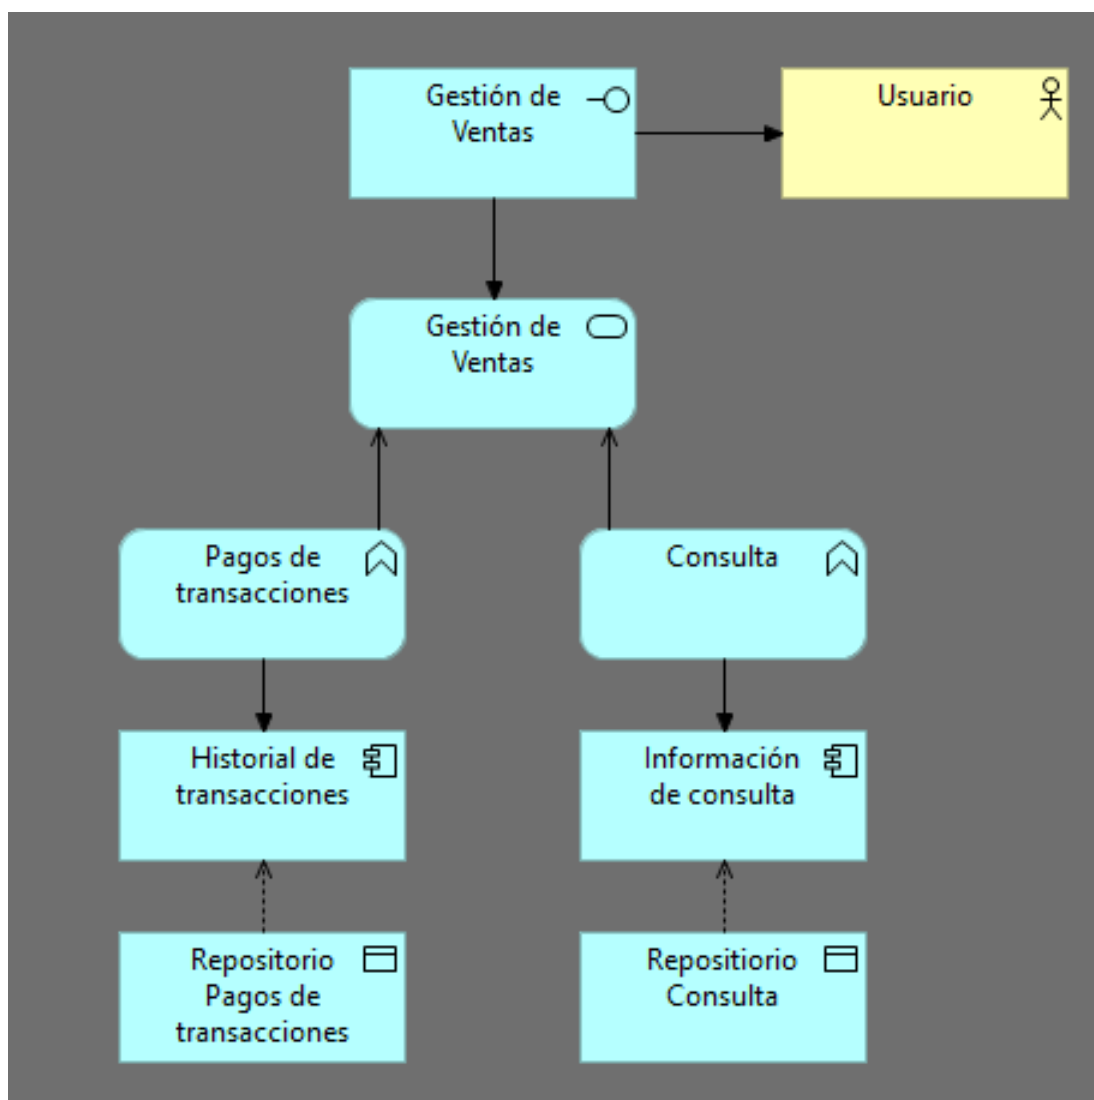 Gestión de
Ventas
Usuario
Gestión de
Ventas
Pagos de
transacciones
Consulta
Historial de
transacciones
Información
de consulta
Repositorio
Pagos de
transacciones
Repositiorio
Consulta